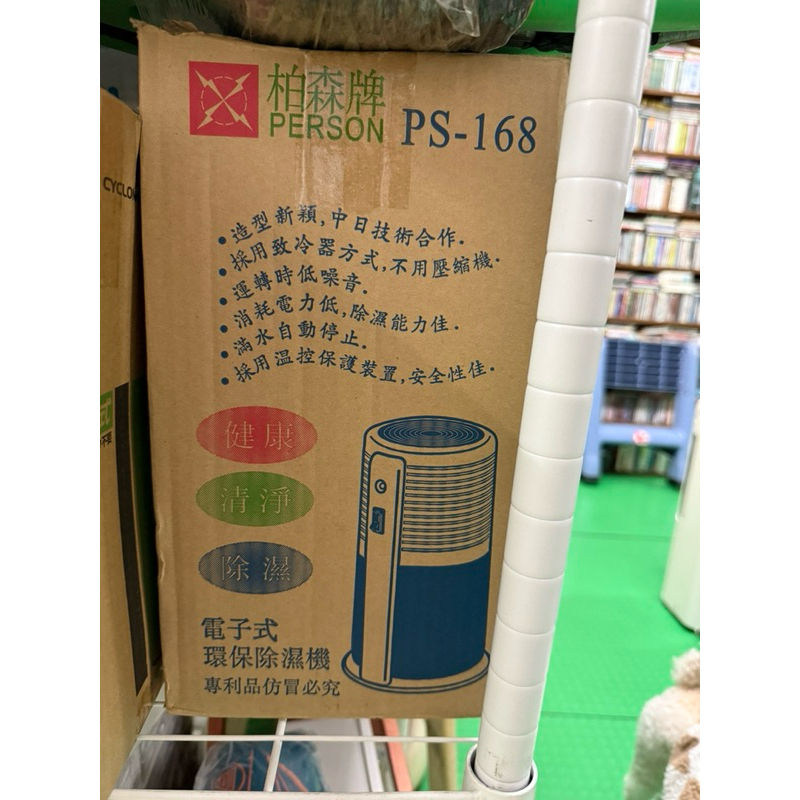 柏森牌
PERSON PS-168
• 造型新穎,中日技術合作.
• 採用致冷器方式,不用壓縮機.
• 運轉時低噪音.
• 消耗電力低,除濕能力佳.
• 滿水自動停止.
• 採用温控保護裝置,安全性佳.
健康
清淨
除濕
電子式
環保除濕機
專利品仿冒必究